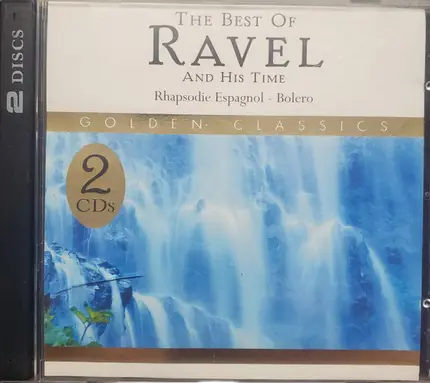 2 DISCS
THE BEST OF
RAVEL
AND HIS TIME
Rhapsodie Espagnol - Bolero
GOLDEN CLASSICS
2
CDs